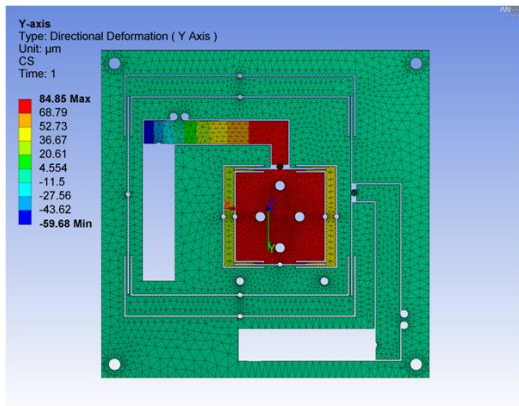 AN
Y-axis
Type: Directional Deformation ( Y Axis )
Unit: µm
CS
Time: 1
84.85 Max
68.79
52.73
36.67
20.61
4.554
-11.5
-27.56
-43.62
-59.68 Min
X
Y